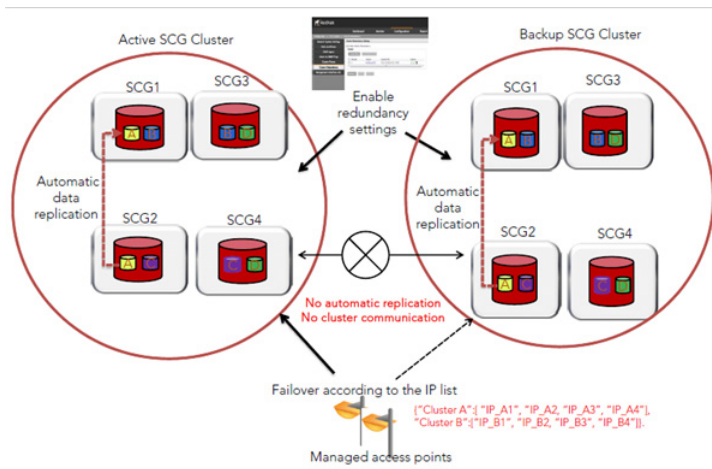 Active SCG Cluster
Backup SCG Cluster
SCG1
SCG3
SCG1
SCG3
A
B
B
D
A
B
B
D
Enable
redundancy
settings
Automatic
data
replication
Automatic
data
replication
SCG2
SCG4
SCG2
SCG4
A
C
C
A
C
C
No automatic replication
No cluster communication
Failover according to the IP list
{"Cluster A":[ "IP_A1", "IP_A2, "IP_A3", "IP_A4"],
"Cluster B":["IP_B1", "IP_B2, "IP_B3", "IP_B4"]}.
Managed access points